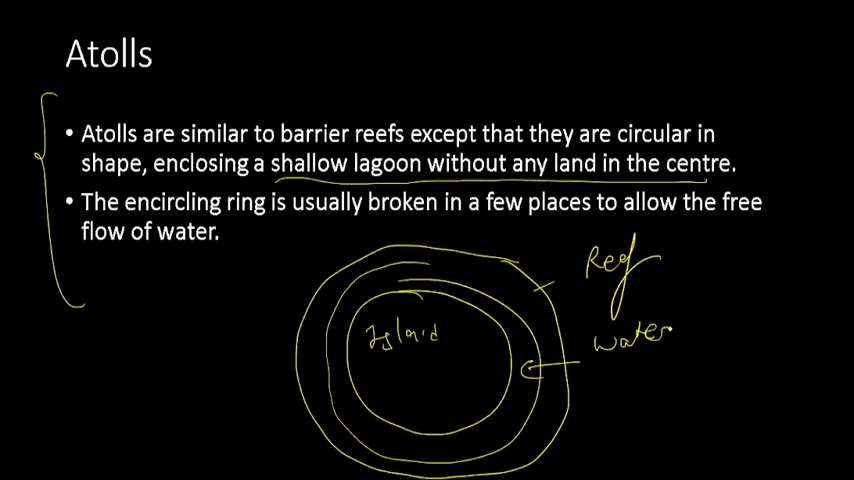 Atolls
• Atolls are similar to barrier reefs except that they are circular in
shape, enclosing a shallow lagoon without any land in the centre.
• The encircling ring is usually broken in a few places to allow the free
flow of water.
Reef
Island
water